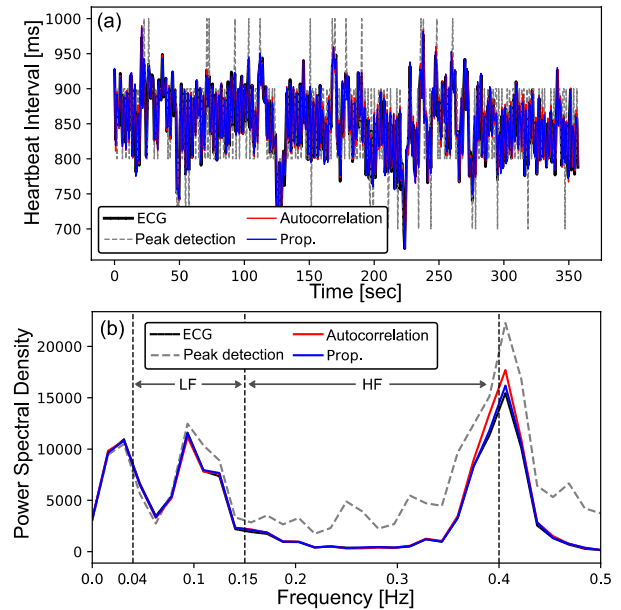 (a)
Heartbeat Interval [ms]
1000
950
900
850
800
750
700
ECG
Autocorrelation
Peak detection
Prop.
0 50 100 150 200 250 300 350
Time [sec]
(b)
Power Spectral Density
20000
15000
10000
5000
0
ECG
Autocorrelation
Peak detection
Prop.
LF
HF
0.0 0.04 0.1 0.15 0.2 0.3 0.4 0.5
Frequency [Hz]